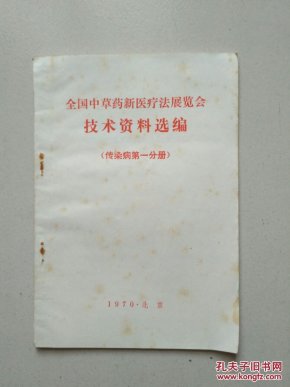 全国中草药新医疗法展览会
技术资料选编
（传染病第一分册）
1970·北京
孔夫子旧书网